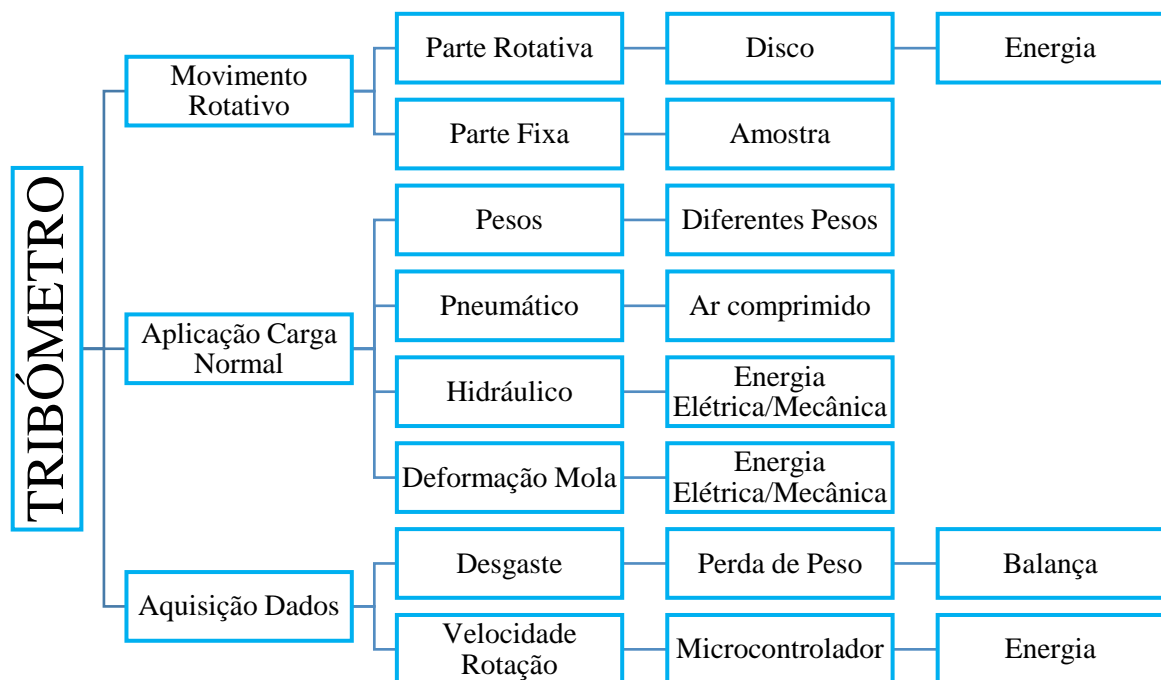 TRIBÓMETRO
Movimento
Rotativo
Parte Rotativa
Disco
Energia
Parte Fixa
Amostra
Aplicação Carga
Normal
Pesos
Diferentes Pesos
Pneumático
Ar comprimido
Hidráulico
Energia
Elétrica/Mecânica
Deformação Mola
Energia
Elétrica/Mecânica
Aquisição Dados
Desgaste
Perda de Peso
Balança
Velocidade
Rotação
Microcontrolador
Energia